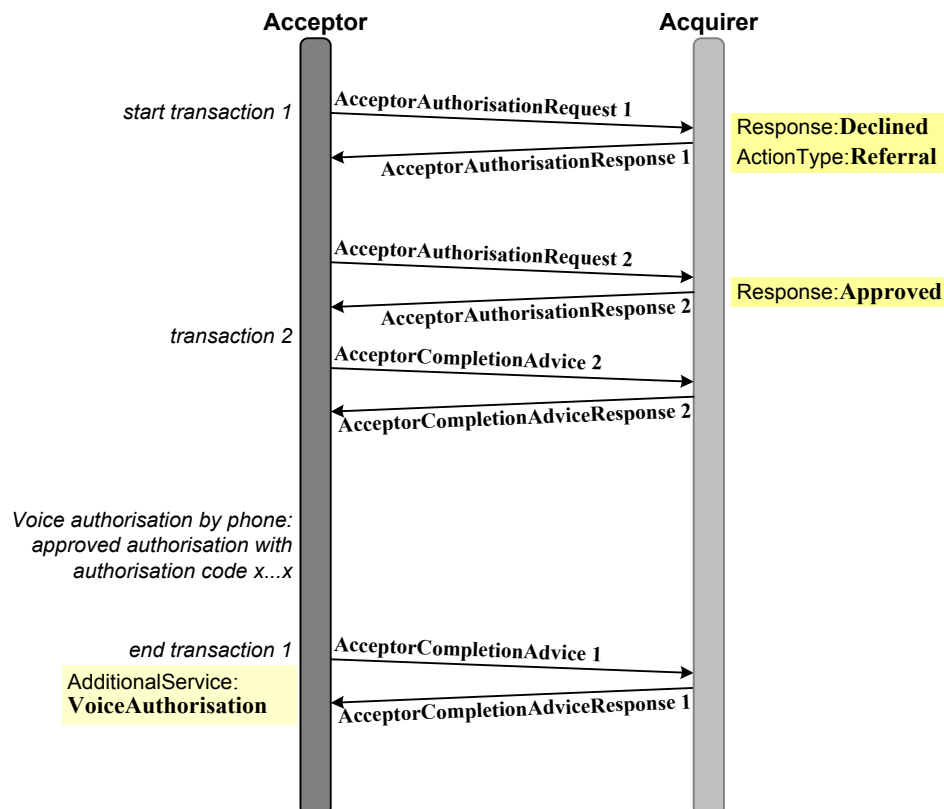 Acceptor
Acquirer
start transaction 1
AcceptorAuthorisationRequest 1
Response:Declined
ActionType:Referral
AcceptorAuthorisationResponse 1
AcceptorAuthorisationRequest 2
Response:Approved
AcceptorAuthorisationResponse 2
transaction 2
AcceptorCompletionAdvice 2
AcceptorCompletionAdviceResponse 2
Voice authorisation by phone:
approved authorisation with
authorisation code x...x
end transaction 1
AcceptorCompletionAdvice 1
AdditionalService:
VoiceAuthorisation
AcceptorCompletionAdviceResponse 1